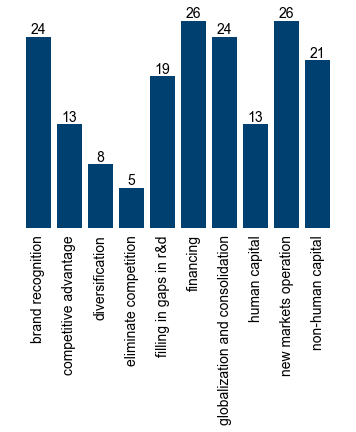 24
13
8
5
19
26
24
13
26
21
brand recognition
competitive advantage
diversification
eliminate competition
filling in gaps in r&d
financing
globalization and consolidation
human capital
new markets operation
non-human capital